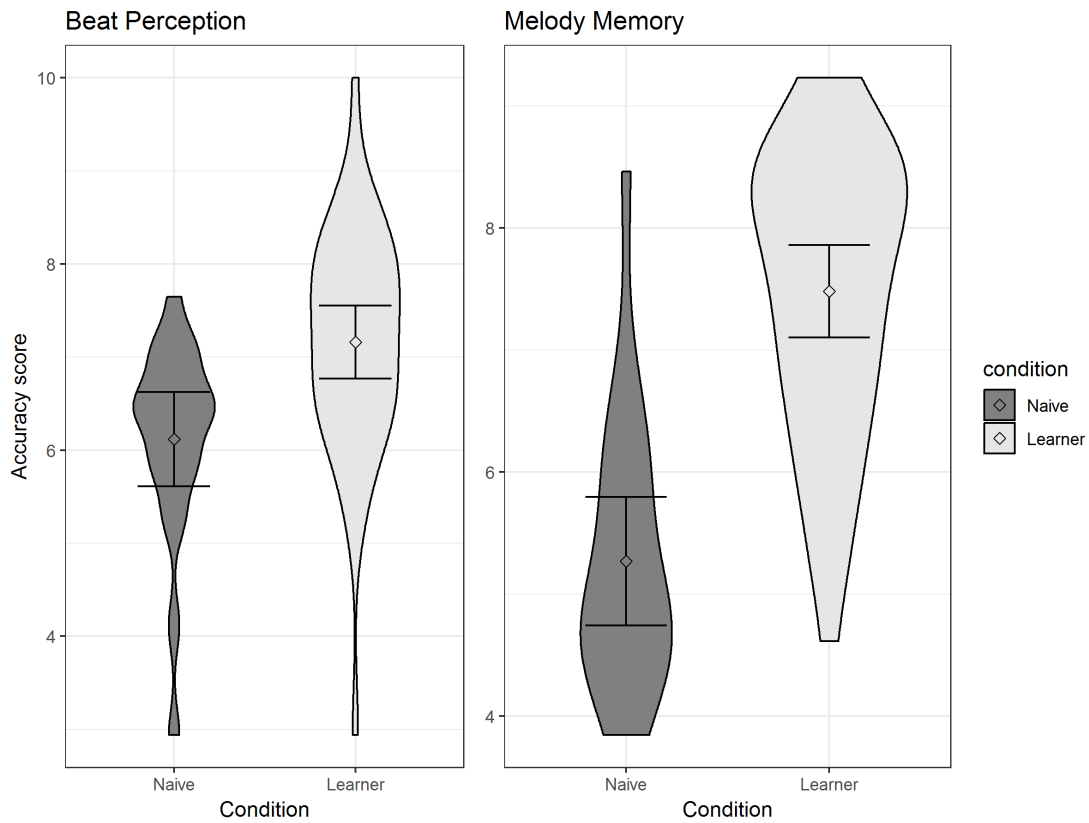 Beat Perception
Melody Memory
Accuracy score
10
8
6
4
Naive
Learner
Condition
8
6
4
Naive
Learner
Condition
condition
Naive
Learner